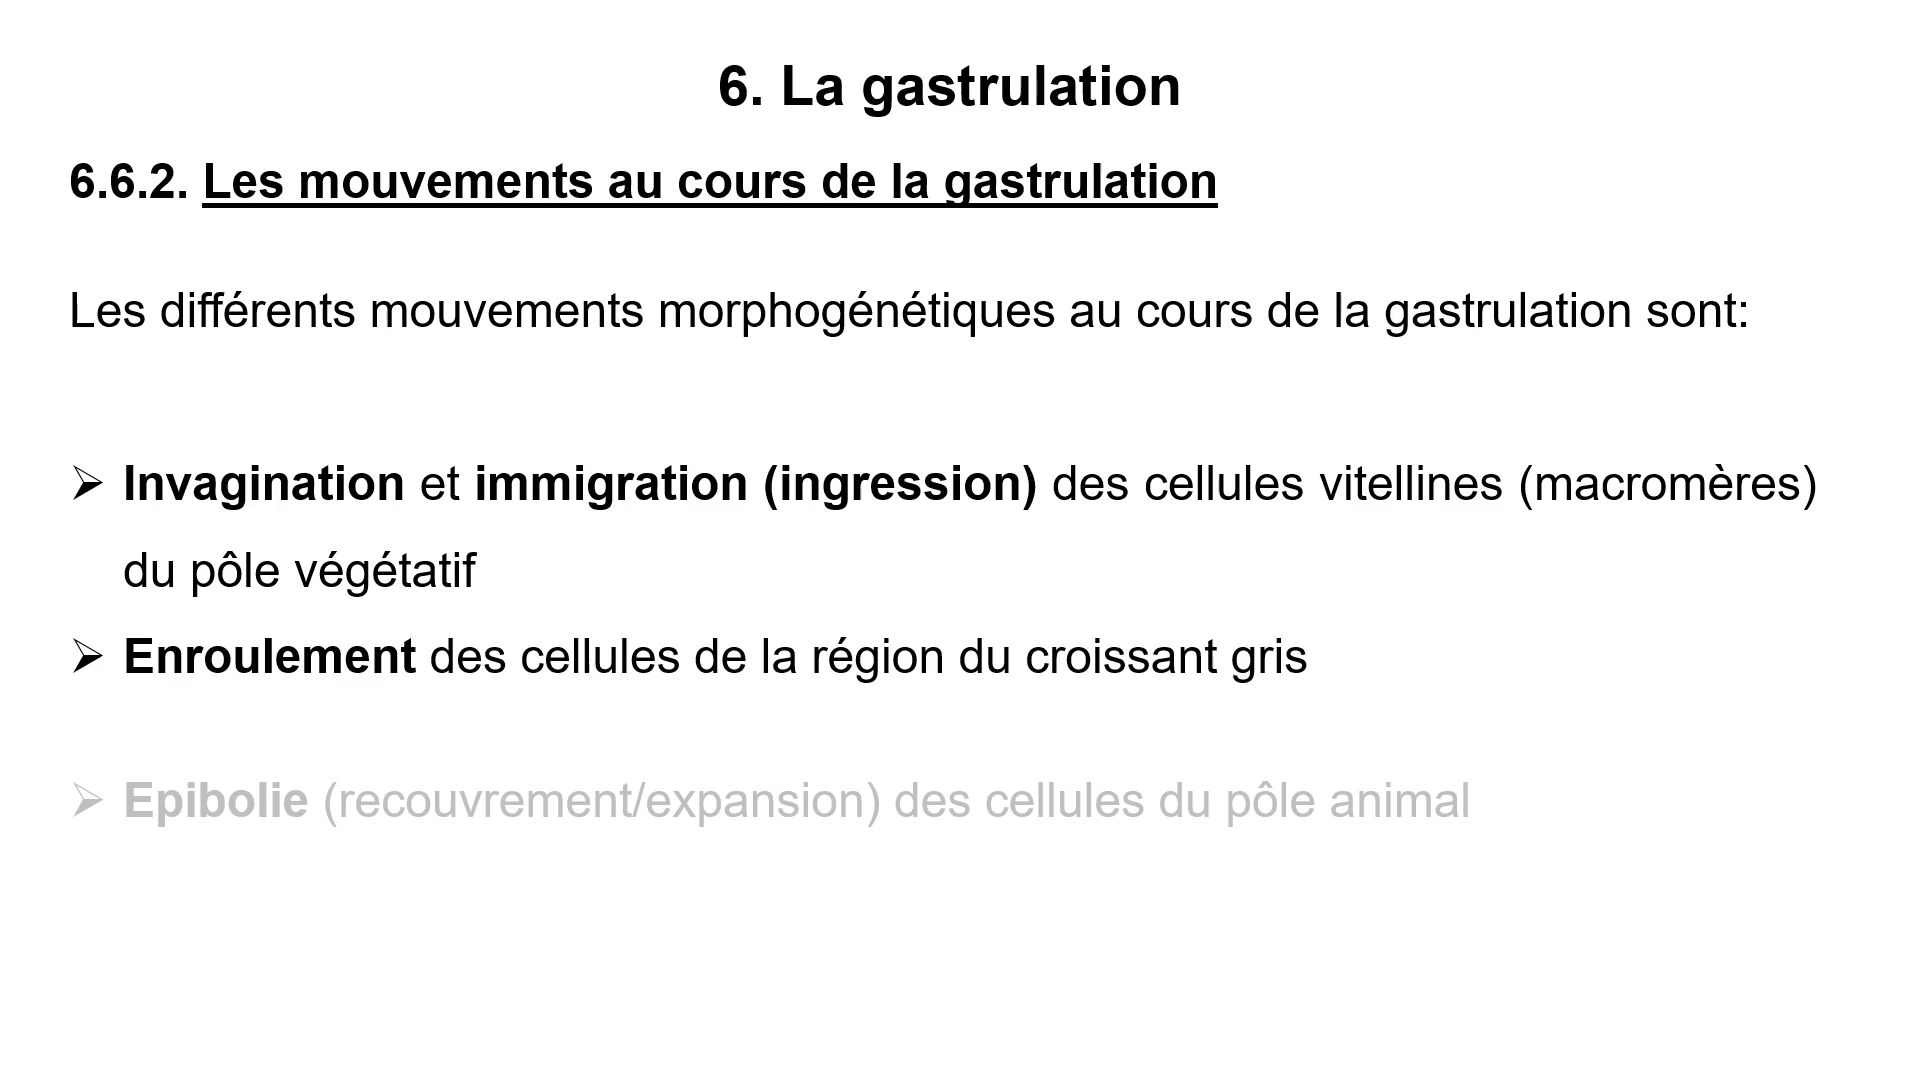 6. La gastrulation
6.6.2. Les mouvements au cours de la gastrulation
Les différents mouvements morphogénétiques au cours de la gastrulation sont:
➢ Invagination et immigration (ingression) des cellules vitellines (macromères)
du pôle végétatif
➢ Enroulement des cellules de la région du croissant gris
➢ Epibolie (recouvrement/expansion) des cellules du pôle animal